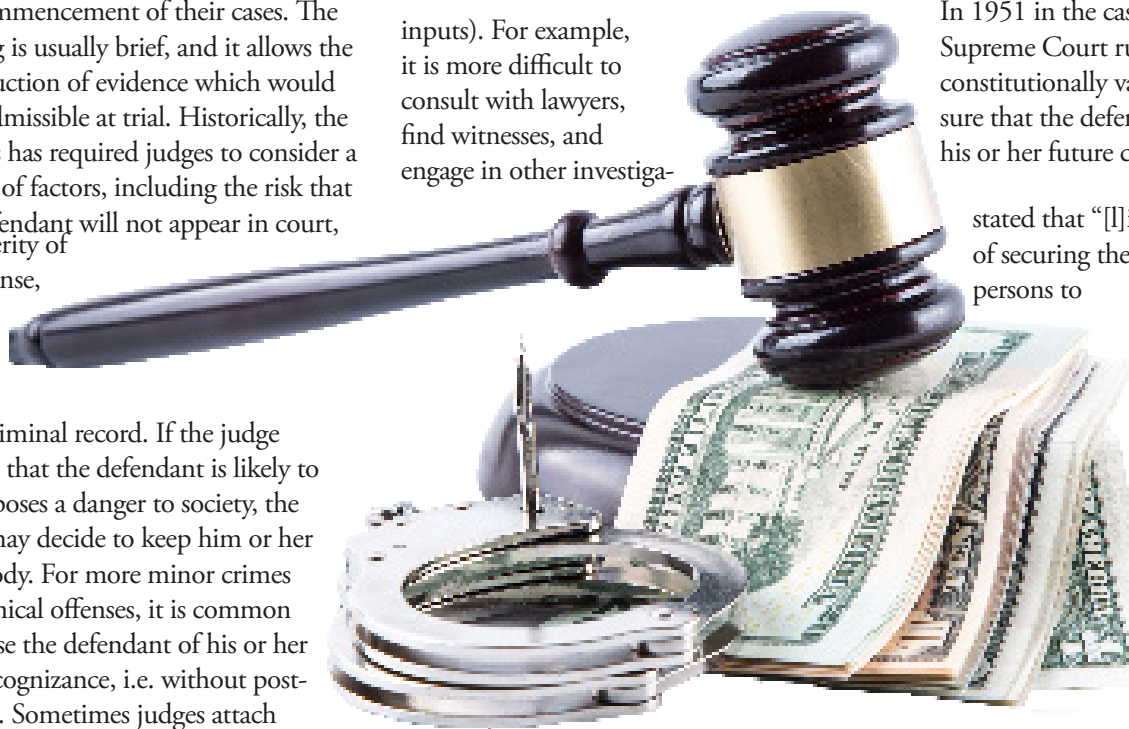 mmencement of their cases. The
g is usually brief, and it allows the
uction of evidence which would
lmissible at trial. Historically, the
s has required judges to consider a
of factors, including the risk that
fendant will not appear in court,
erity of
nse,
iminal record. If the judge
that the defendant is likely to
poses a danger to society, the
may decide to keep him or her
ody. For more minor crimes
nical offenses, it is common
se the defendant of his or her
cognizance, i.e. without post-
. Sometimes judges attach
inputs). For example,
it is more difficult to
consult with lawyers,
find witnesses, and
engage in other investiga-
In 1951 in the cas
Supreme Court ru
constitutionally va
sure that the defen
his or her future c
stated that “[l]i
of securing the
persons to